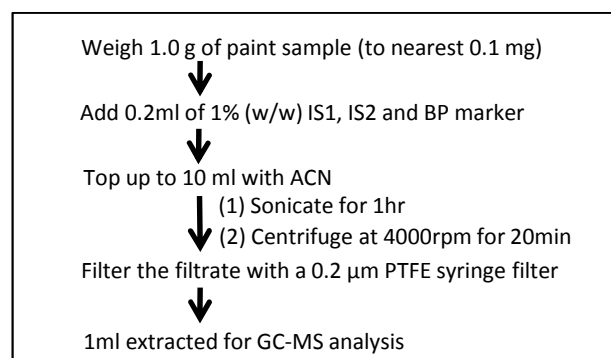 Weigh 1.0 g of paint sample (to nearest 0.1 mg)
Add 0.2ml of 1% (w/w) IS1, IS2 and BP marker
Top up to 10 ml with ACN
(1) Sonicate for 1hr
(2) Centrifuge at 4000rpm for 20min
Filter the filtrate with a 0.2 µm PTFE syringe filter
1ml extracted for GC-MS analysis